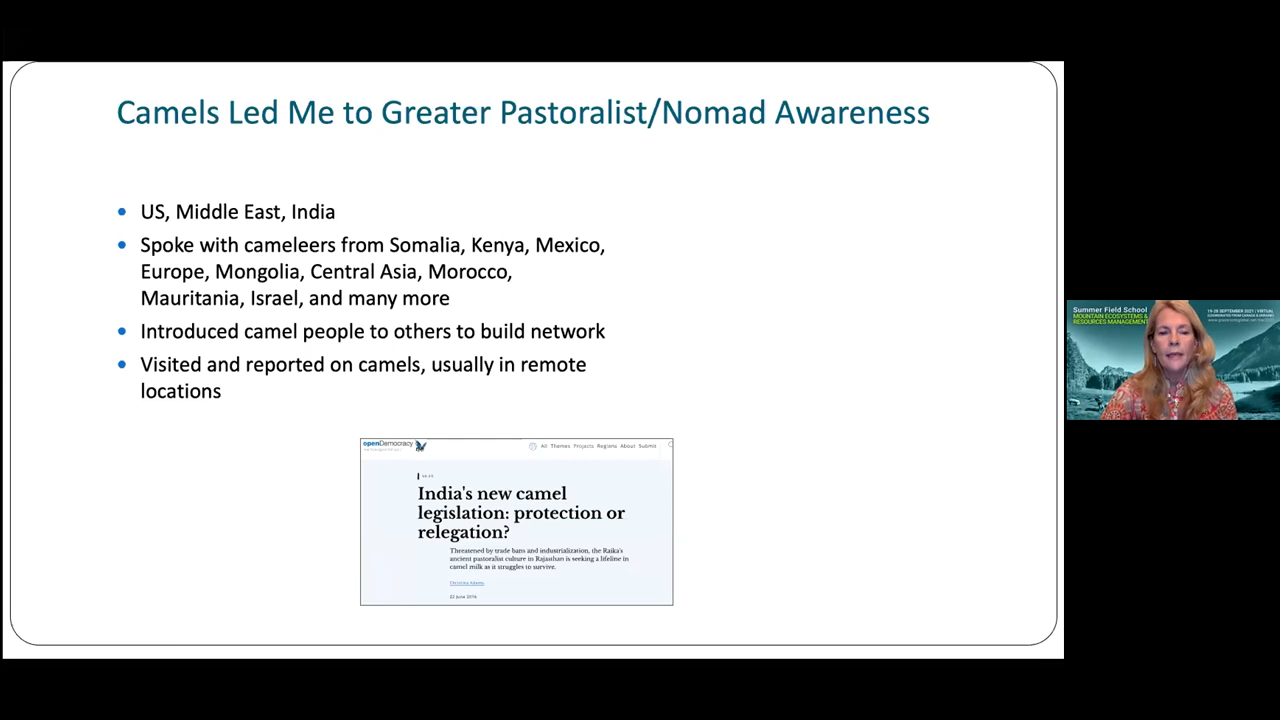 Camels Led Me to Greater Pastoralist/Nomad Awareness
• US, Middle East, India
• Spoke with cameleers from Somalia, Kenya, Mexico,
Europe, Mongolia, Central Asia, Morocco,
Mauritania, Israel, and many more
• Introduced camel people to others to build network
• Visited and reported on camels, usually in remote
locations
openDemocracy
All Themes Projects Regions About Submit
India's new camel
legislation: protection or
relegation?
Threatened by trade bans and industrialization, the Raika's
ancient pastoralist culture in Rajasthan is seeking a lifeline in
camel milk as it struggles to survive.
Christina Adams
22 June 2016
Summer Field School
MOUNTAIN ECOSYSTEMS &
RESOURCES MANAGEMENT
19-28 SEPTEMBER 2021 | VIRTUAL